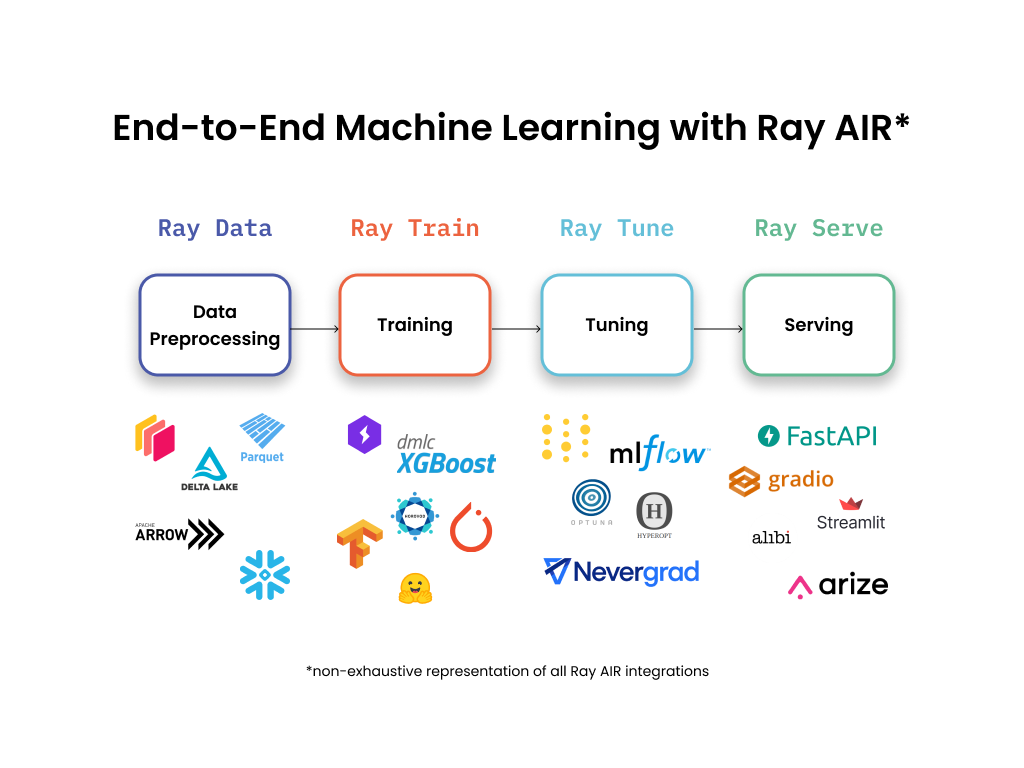 End-to-End Machine Learning with Ray AIR*
Ray Data
Ray Train
Ray Tune
Ray Serve
Data
Preprocessing
Training
Tuning
Serving
Parquet
DELTA LAKE
APACHE
ARROW
dmlc
XGBoost
HOROVOD
mlflow™
OPTUNA
HYPEROPT
H
Nevergrad
FastAPI
gradio
Streamlit
alibi
arize
*non-exhaustive representation of all Ray AIR integrations